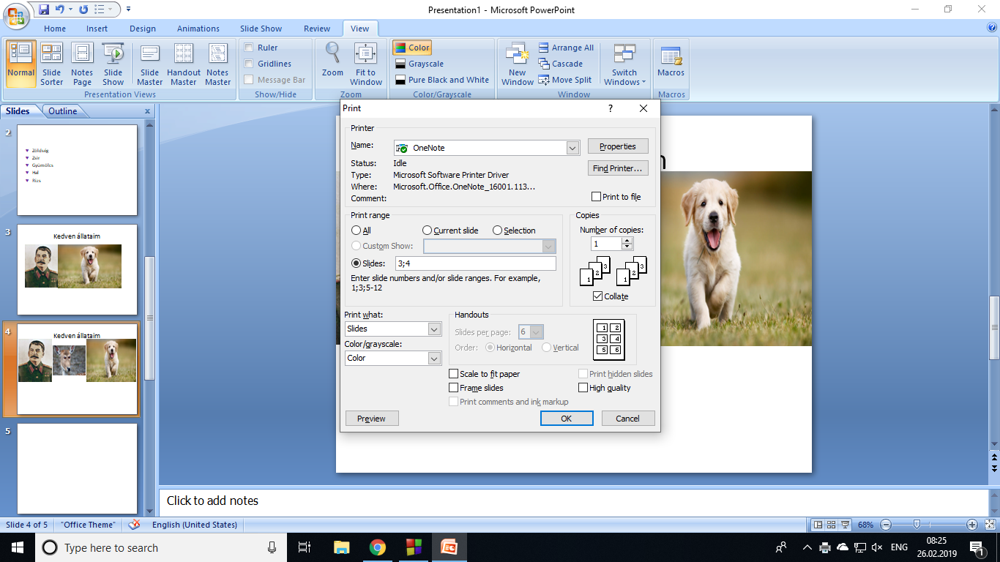 Presentation1 - Microsoft PowerPoint
Home Insert Design Animations Slide Show Review View
Normal
Slide Sorter
Notes Page
Slide Show
Slide Master
Handout Master
Notes Master
Presentation Views
Ruler
Gridlines
Message Bar
Show/Hide
Zoom
Fit to Window
Zoom
Color
Grayscale
Pure Black and White
Color/Grayscale
New Window
Arrange All
Cascade
Move Split
Switch Windows
Window
Macros
Macros
Slides Outline x
2
Zöldség
Zsír
Gyümölcs
Hal
Rizs
3
Kedven állataim
4
Kedven állataim
5
Print ? 
Printer
Name: OneNote Properties
Status: Idle Find Printer...
Type: Microsoft Software Printer Driver
Where: Microsoft.Office.OneNote_16001.113...
Comment: Print to file
Print range
All Current slide Selection
Custom Show:
Slides: 3;4
Enter slide numbers and/or slide ranges. For example,
1;3;5-12
Copies
Number of copies:
1
1 2 3 1 2 3
Collate
Print what:
Slides
Color/grayscale:
Color
Handouts
Slides per page: 6
Order: Horizontal Vertical
1 2
3 4
5 6
Scale to fit paper Print hidden slides
Frame slides High quality
Print comments and ink markup
Preview OK Cancel
n
Click to add notes
Slide 4 of 5 "Office Theme" English (United States) 68%
Type here to search ENG
08:25
26.02.2019
1